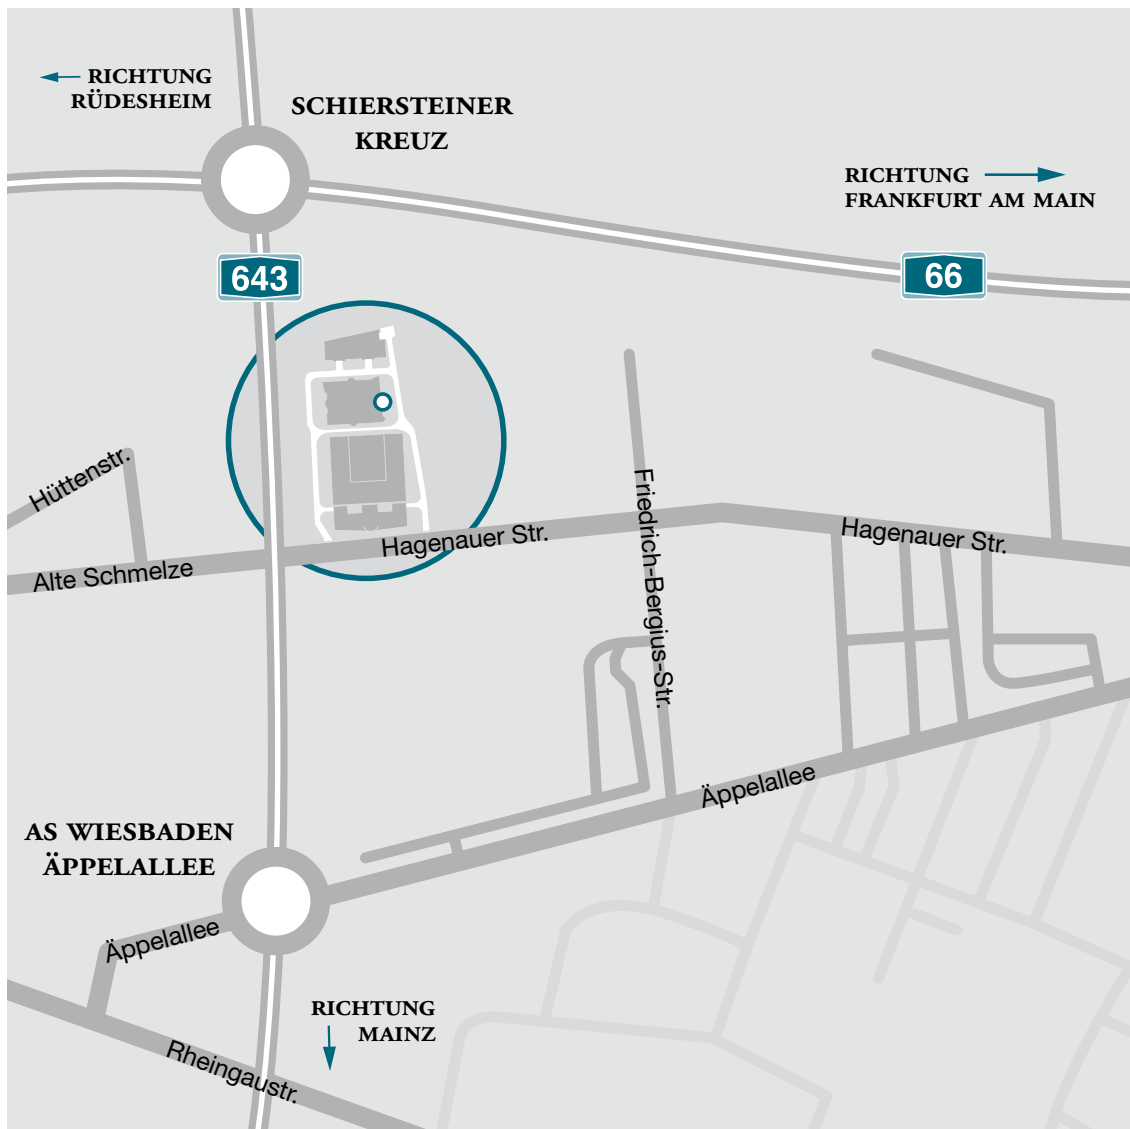 RICHTUNG
RÜDESHEIM
SCHIERSTEINER
KREUZ
RICHTUNG
FRANKFURT AM MAIN
643
66
Hüttenstr.
Friedrich-Bergius-Str.
Hagenauer Str.
Hagenauer Str.
Alte Schmelze
Äppelallee
AS WIESBADEN
ÄPPELALLEE
Äppelallee
RICHTUNG
MAINZ
Rheingaustr.